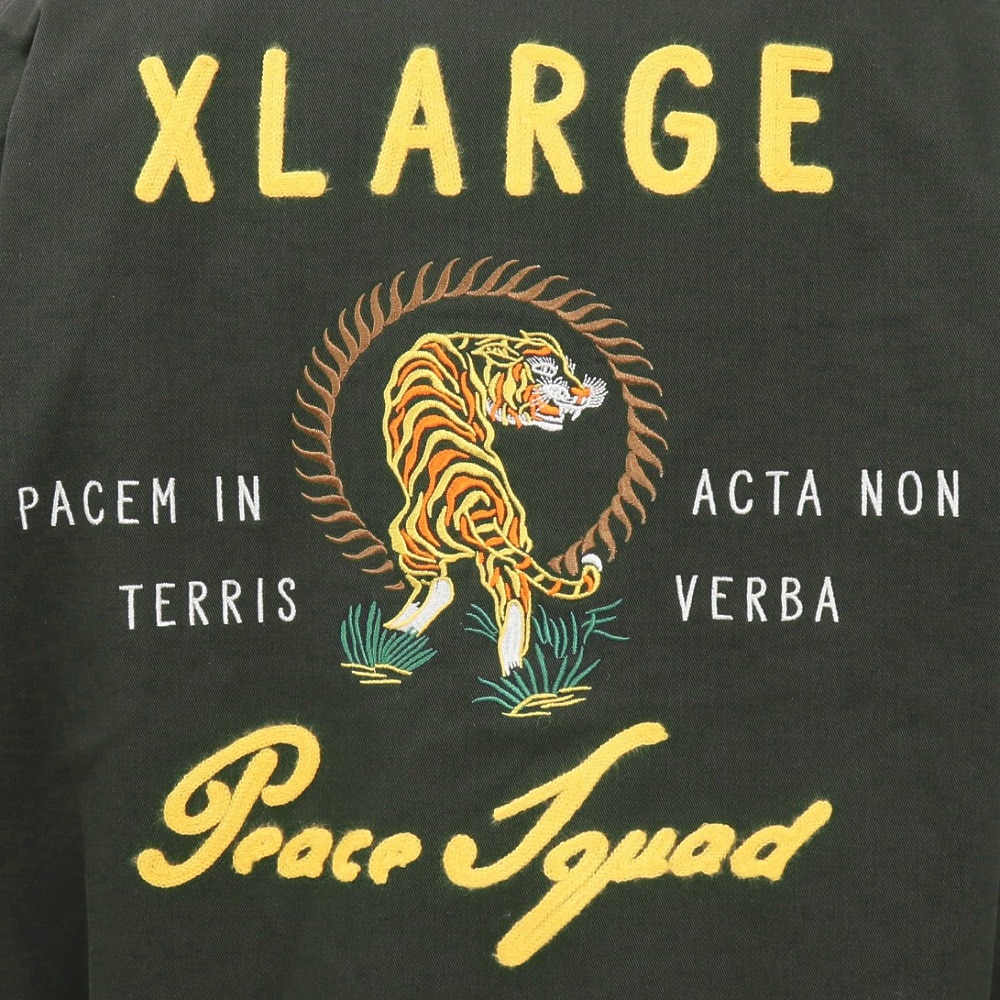 XLARGE
PACEM IN
TERRIS
ACTA NON
VERBA
Peace Squad